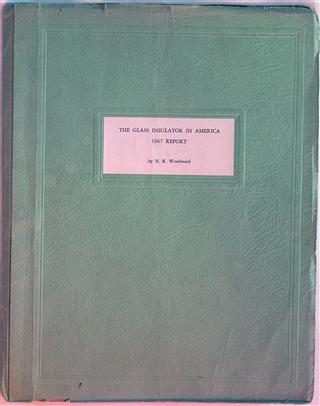 THE GLASS INSULATOR IN AMERICA
1967 REPORT
by N. R. Woodward